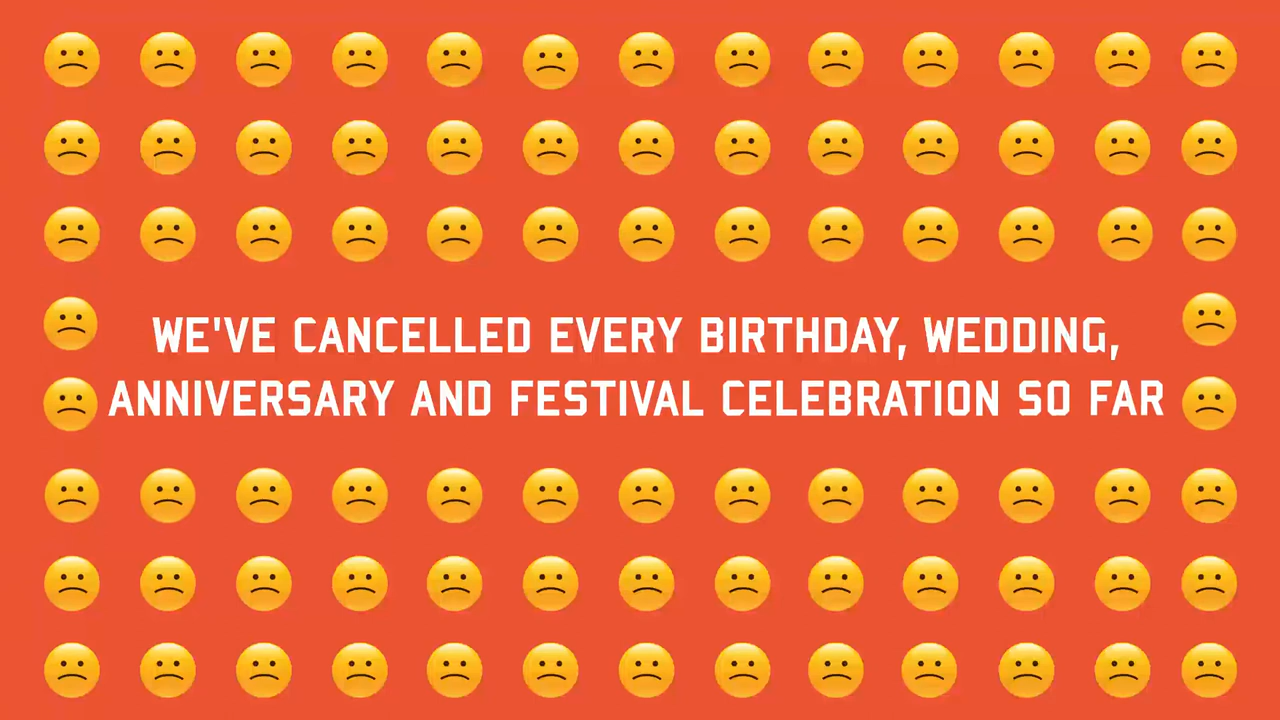 WE'VE CANCELLED EVERY BIRTHDAY, WEDDING,
ANNIVERSARY AND FESTIVAL CELEBRATION SO FAR